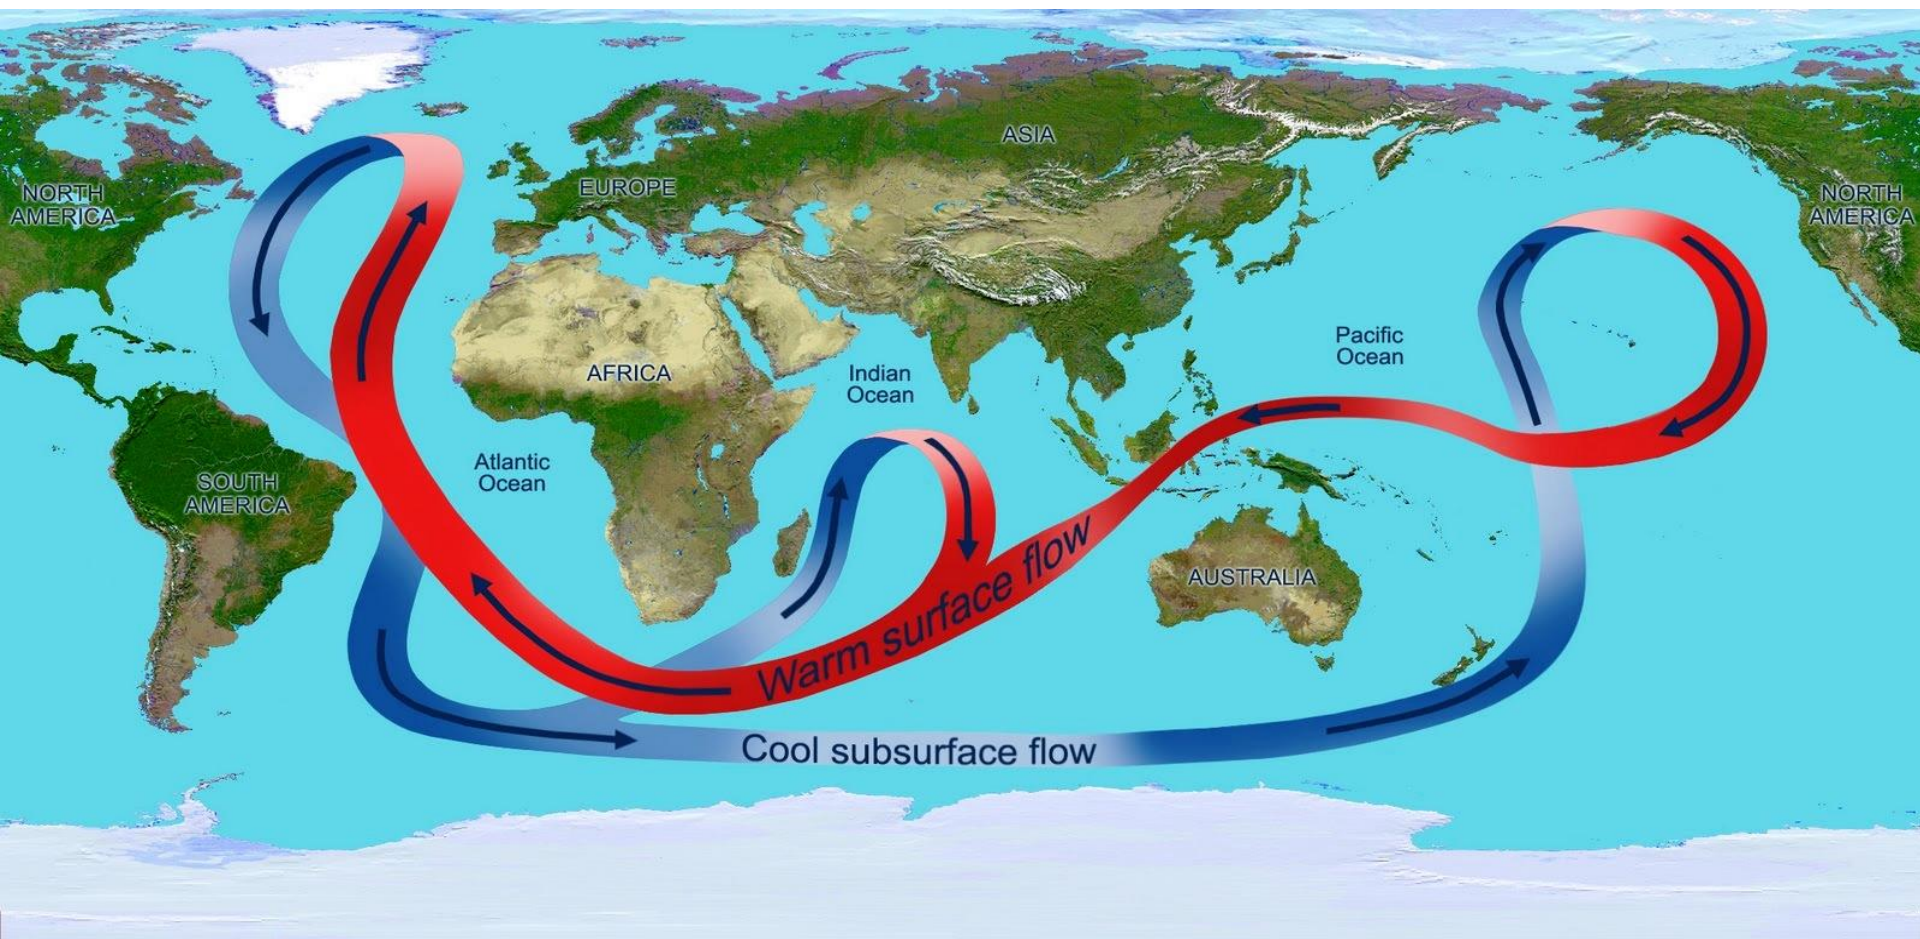 ASIA
NORTH
AMERICA
EUROPE
NORTH
AMERICA
Pacific
Ocean
AFRICA
Indian
Ocean
Atlantic
Ocean
SOUTH
AMERICA
AUSTRALIA
Warm surface flow
Cool subsurface flow